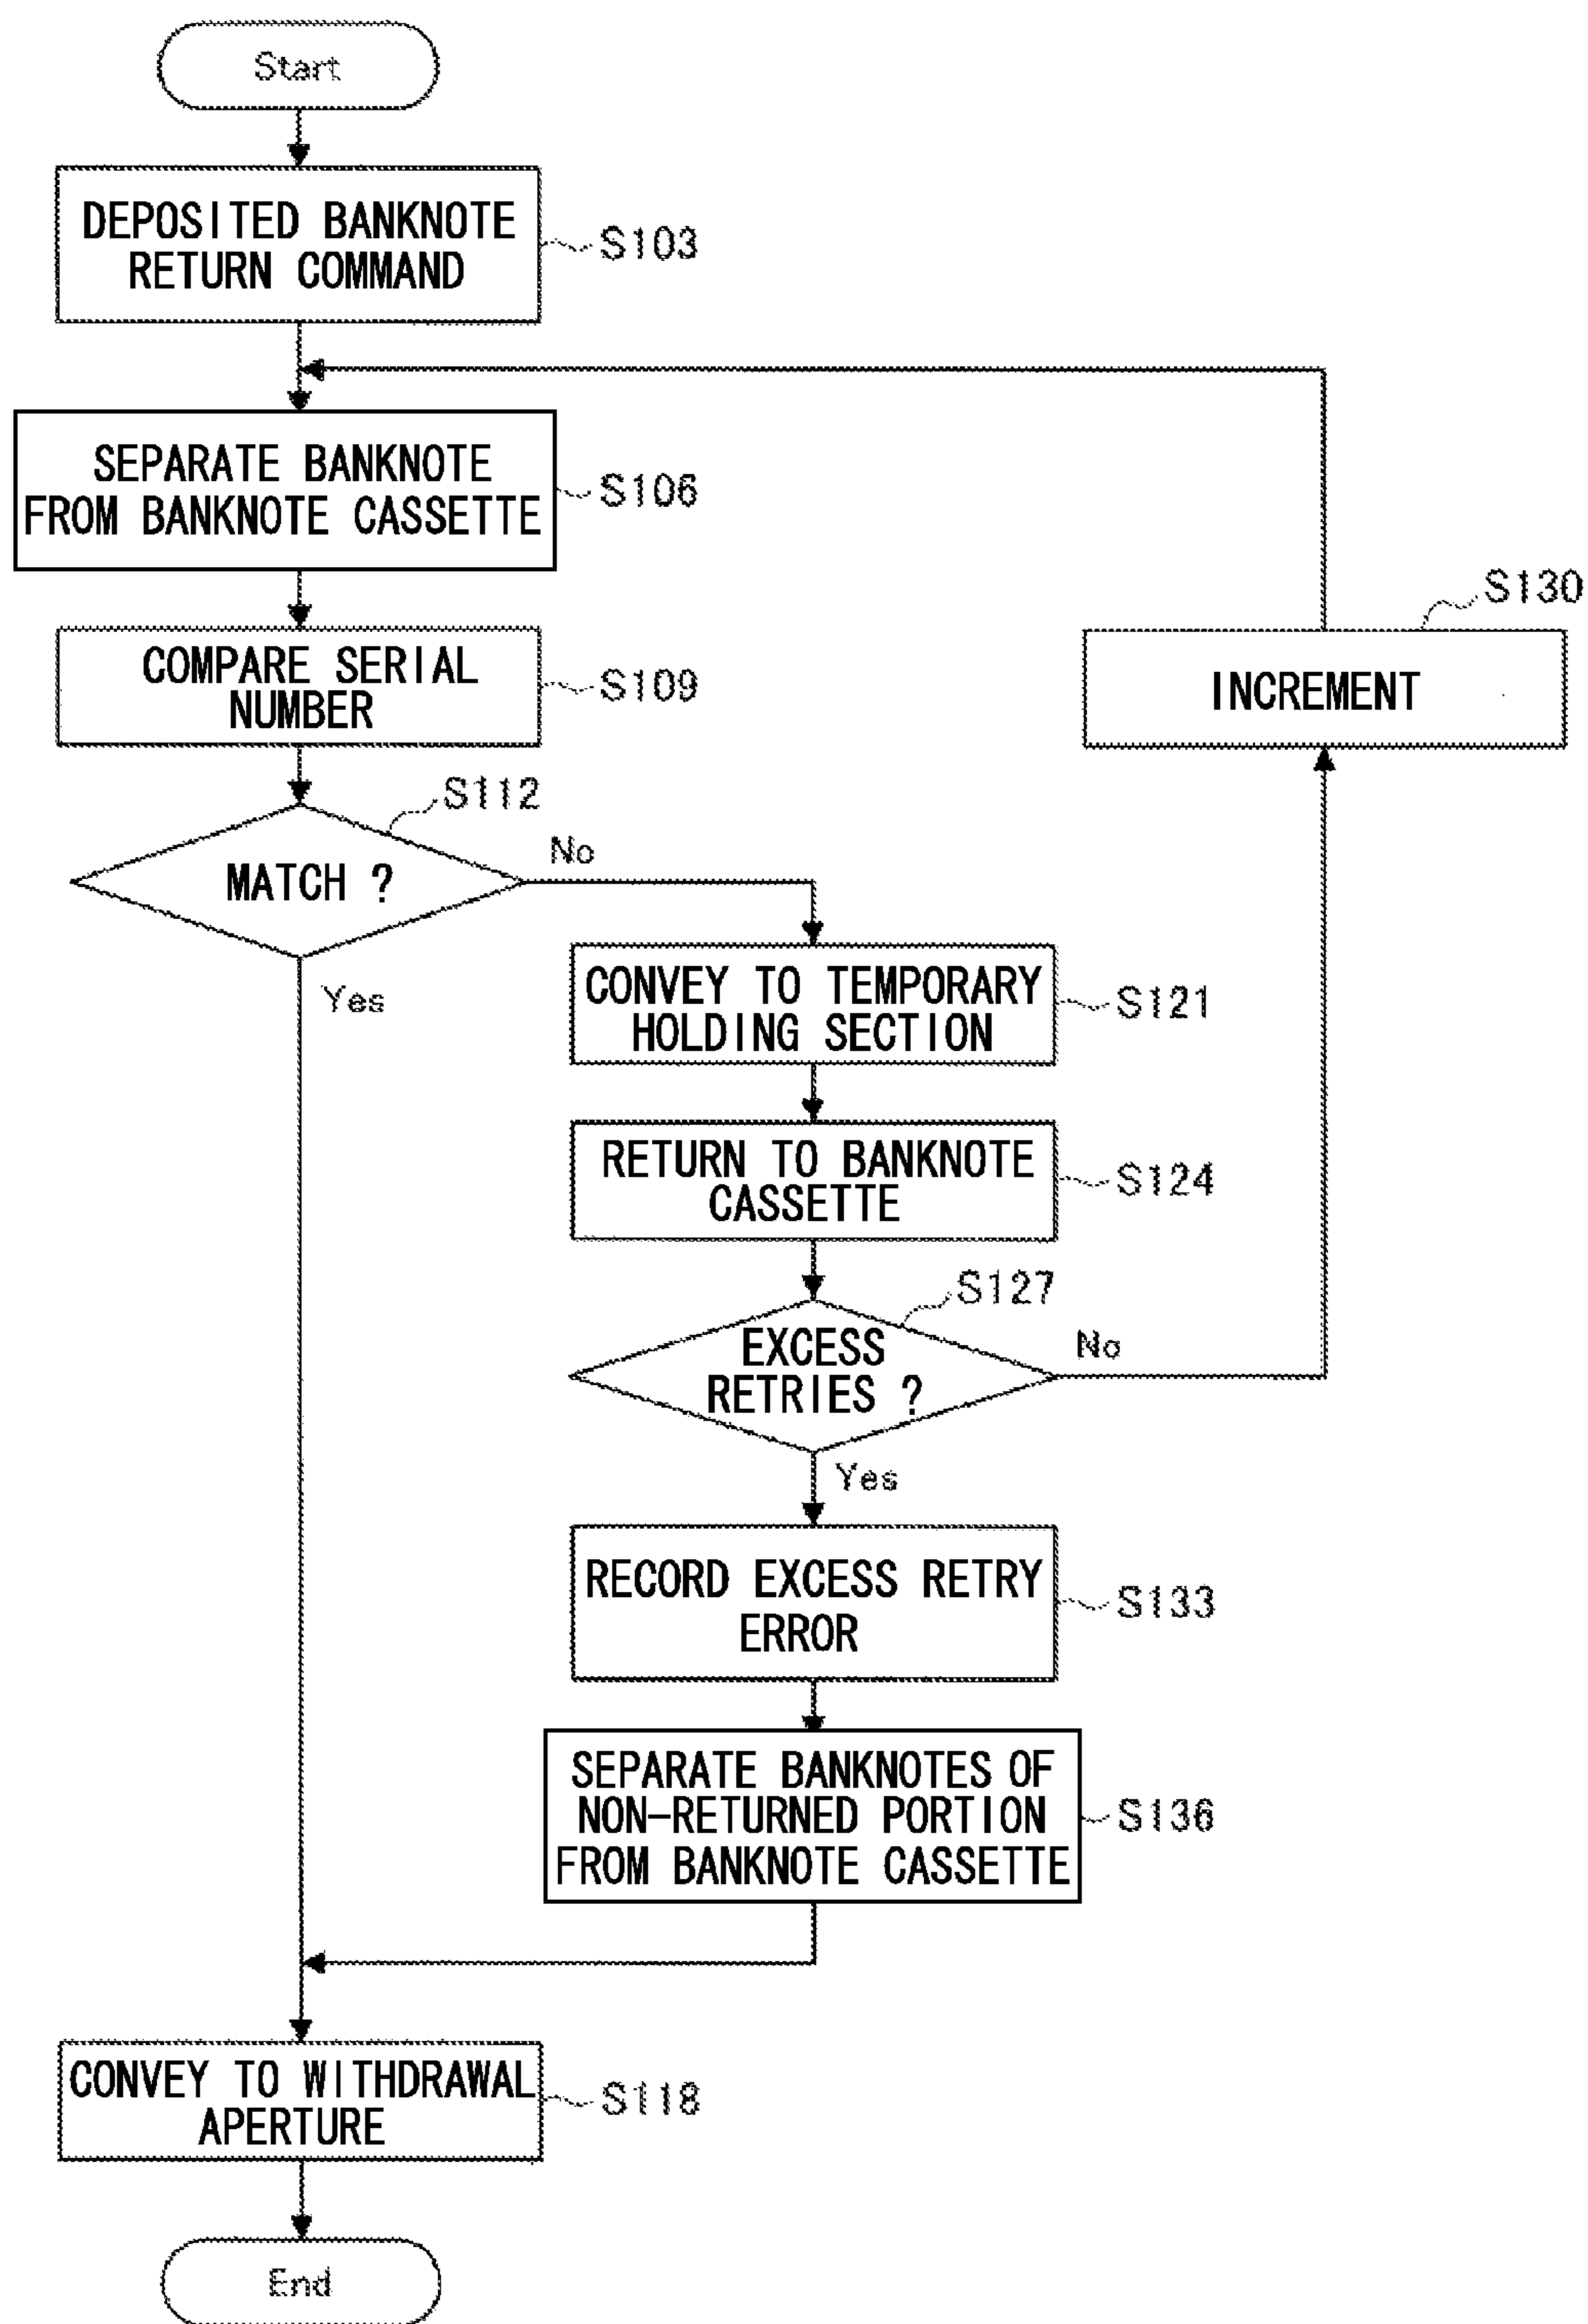 Start
DEPOSITED BANKNOTE
RETURN COMMAND
S103
SEPARATE BANKNOTE
FROM BANKNOTE CASSETTE
S106
S130
INCREMENT
COMPARE SERIAL
NUMBER
S109
S112
MATCH ?
No
Yes
CONVEY TO TEMPORARY
HOLDING SECTION
S121
RETURN TO BANKNOTE
CASSETTE
S124
S127
EXCESS
RETRIES ?
No
Yes
RECORD EXCESS RETRY
ERROR
S133
SEPARATE BANKNOTES OF
NON-RETURNED PORTION
FROM BANKNOTE CASSETTE
S136
CONVEY TO WITHDRAWAL
APERTURE
S118
End